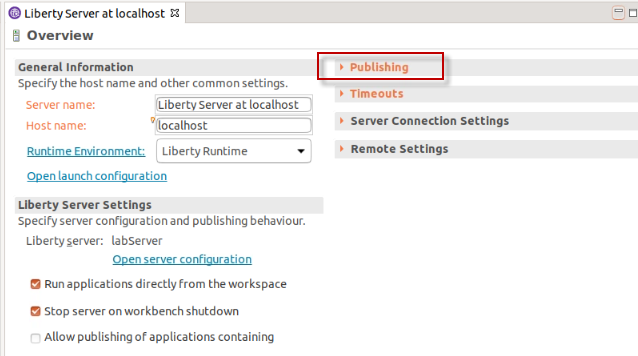 Liberty Server at localhost
Overview
General Information
Specify the host name and other common settings.
Server name: Liberty Server at localhost
Host name: localhost
Runtime Environment: Liberty Runtime
Open launch configuration
Liberty Server Settings
Specify server configuration and publishing behaviour.
Liberty server: labServer
Open server configuration
Run applications directly from the workspace
Stop server on workbench shutdown
Allow publishing of applications containing
Publishing
Timeouts
Server Connection Settings
Remote Settings